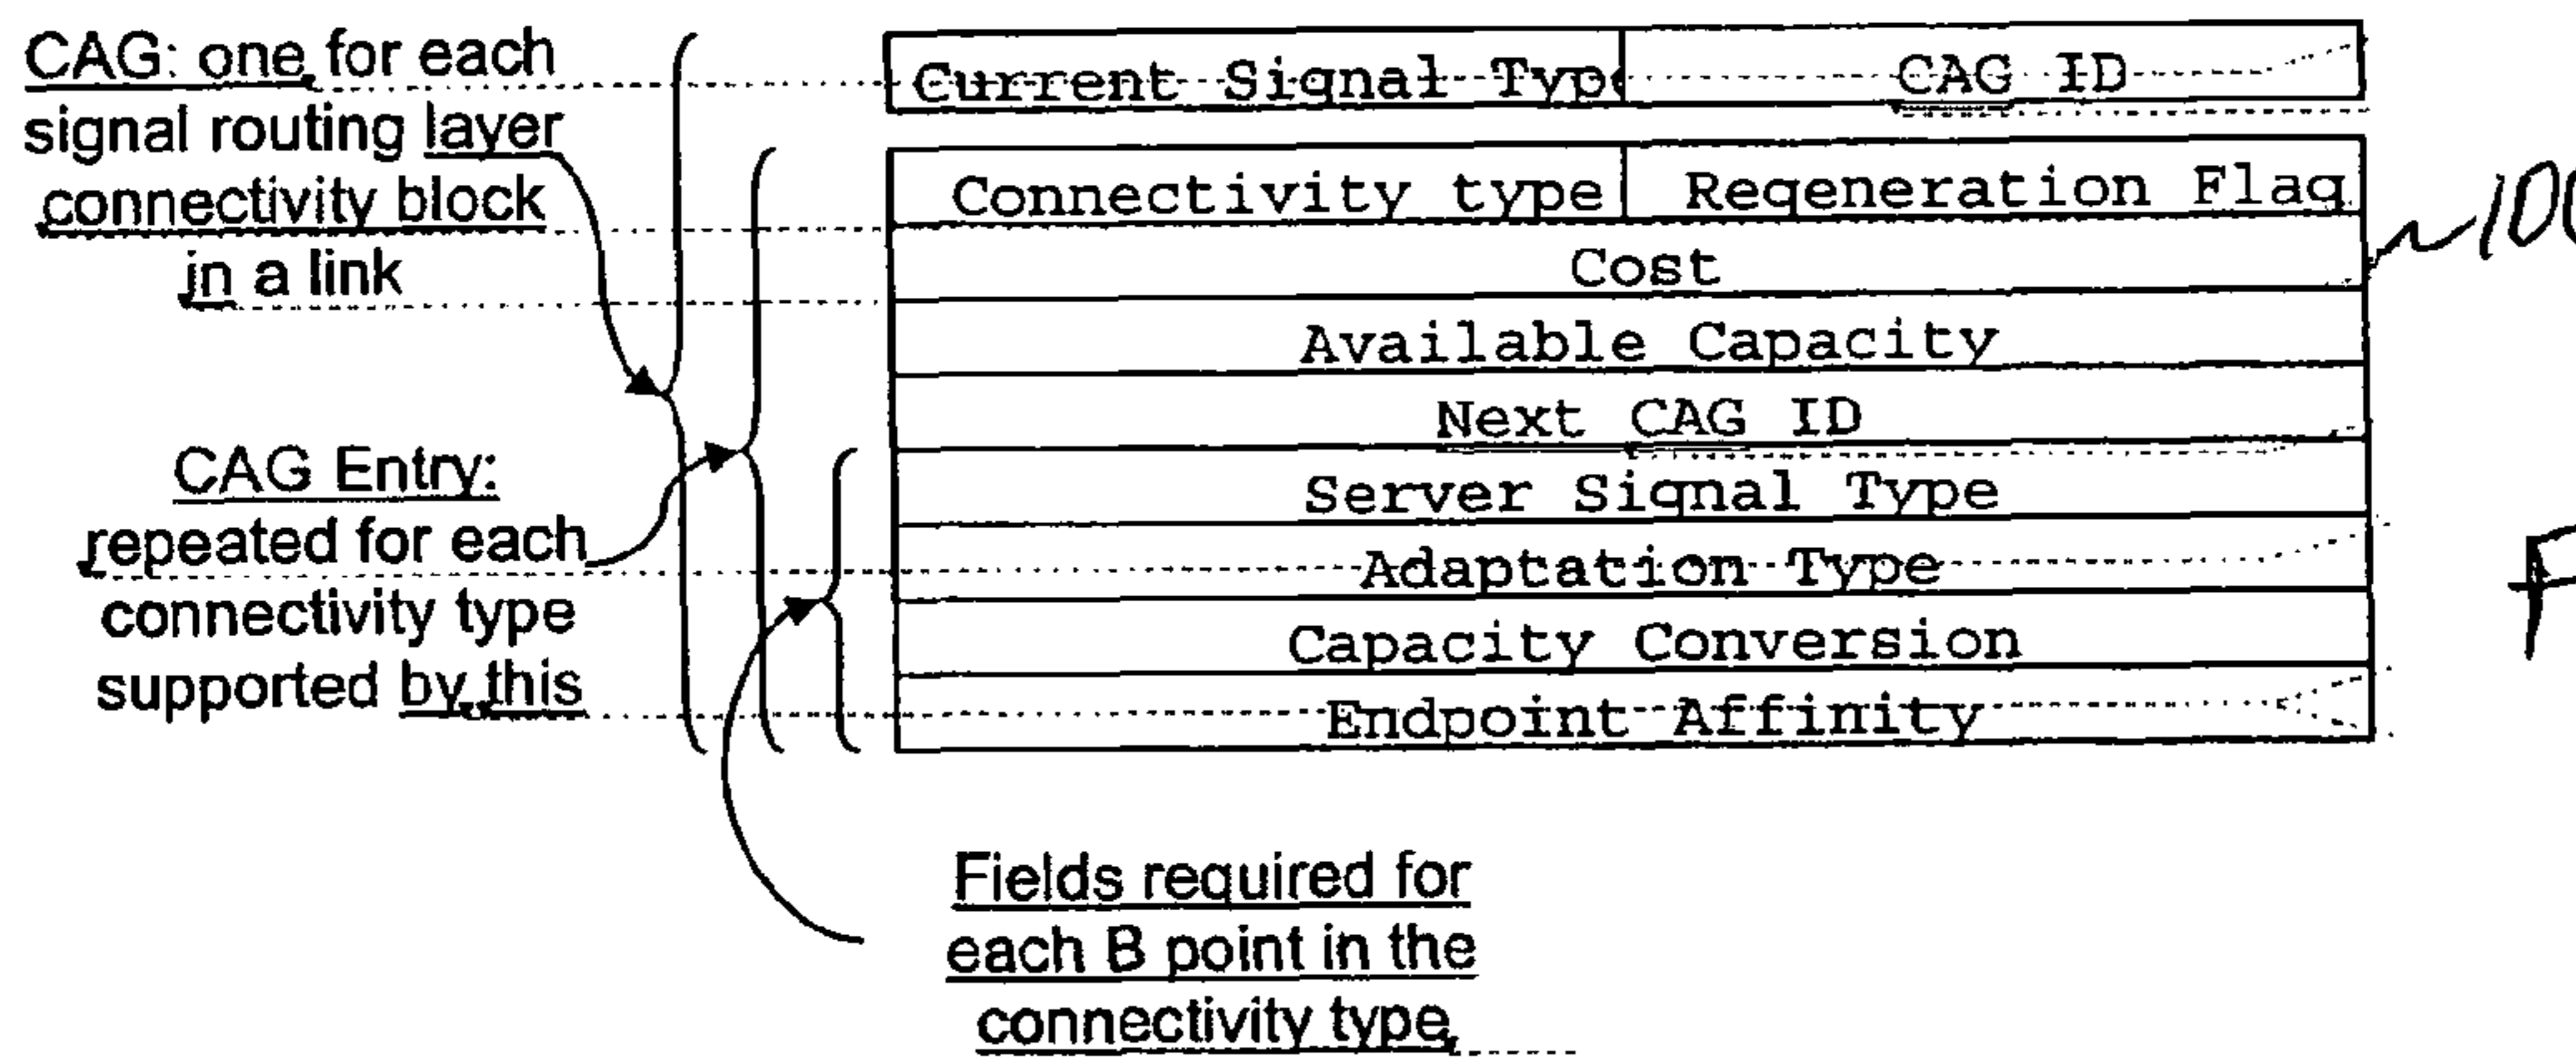 CAG: one for each
signal routing layer
connectivity block
in a link
CAG Entry:
repeated for each
connectivity type
supported by this
Current Signal Typ
CAG ID
Connectivity type
Regeneration Flag
Cost
Available Capacity
Next CAG ID
Server Signal Type
Adaptation Type
Capacity Conversion
Endpoint Affinity
Fields required for
each B point in the
connectivity type